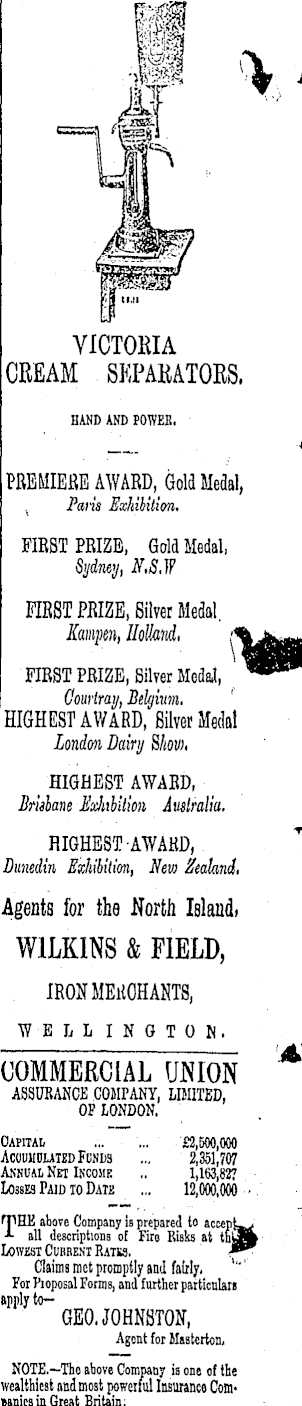 VICTORIA
CREAM SEPARATORS.
HAND AND POWER.
PREMIERE AWARD, Gold Medal,
Paris Exhibition.
FIRST PRIZE, Gold Medal,
Sydney, N.S.W
FIRST PRIZE, Silver Medal
Kampen, Holland,
FIRST PRIZE, Silver Medal,
Courtray, Belgium.
HIGHEST AWARD, Silver Medal
London Dairy Show.
HIGHEST AWARD,
Brisbane Exhibition Australia.
HIGHEST AWARD,
Dunedin Exhibition, New Zealand.
Agents for the North Island,
WILKINS & FIELD,
IRON MERCHANTS,
WELLINGTON.
COMMERCIAL UNION
ASSURANCE COMPANY, LIMITED,
OF LONDON.
CAPITAL ... ... £2,500,000
ACCUMULATED FUNDS ... 2,351,707
ANNUAL NET INCOME .. 1,163,827
LOSSES PAID TO DATE ... 12,000,000
THE above Company is prepared to accept
all descriptions of Fire Risks at
LOWEST CURRENT RATES.
Claims met promptly and fairly.
For Proposal Forms, and further particulars
apply to—
GEO. JOHNSTON,
Agent for Masterton.
NOTE.—The above Company is one of the
wealthiest and most powerful Insurance Com-
panies in Great Britain.